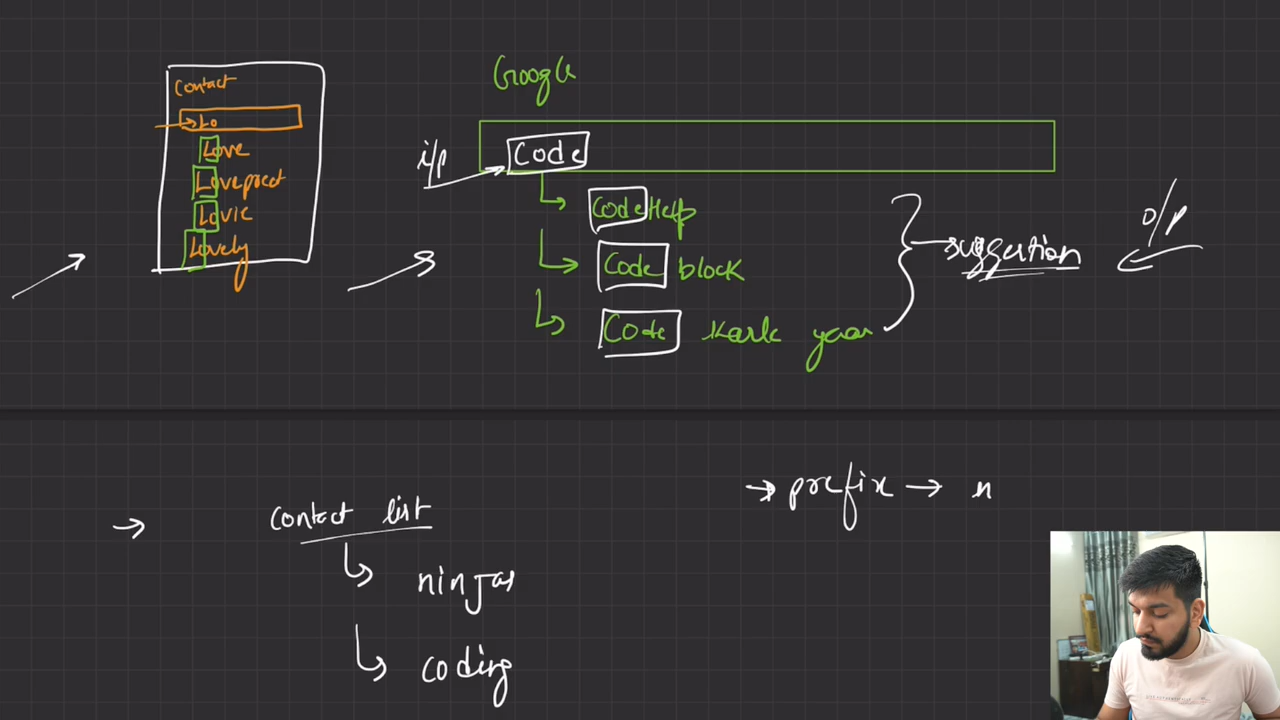 Contact
Lo
Love
Lovepreet
Lovie
Lovely
Google
i/p
Code
CodeHelp
Code block
Code Karle yaar
suggestion
o/p
contact list
ninjas
coding
prefix → n